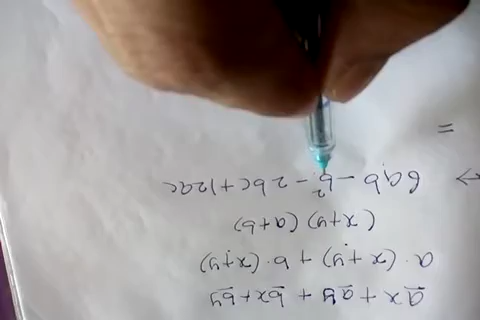 ax + ay + bx + by
a. (x+y) + b. (x+y)
(x+y) (a+b)
→ 6ab - b² - 2bc + 12ac
=